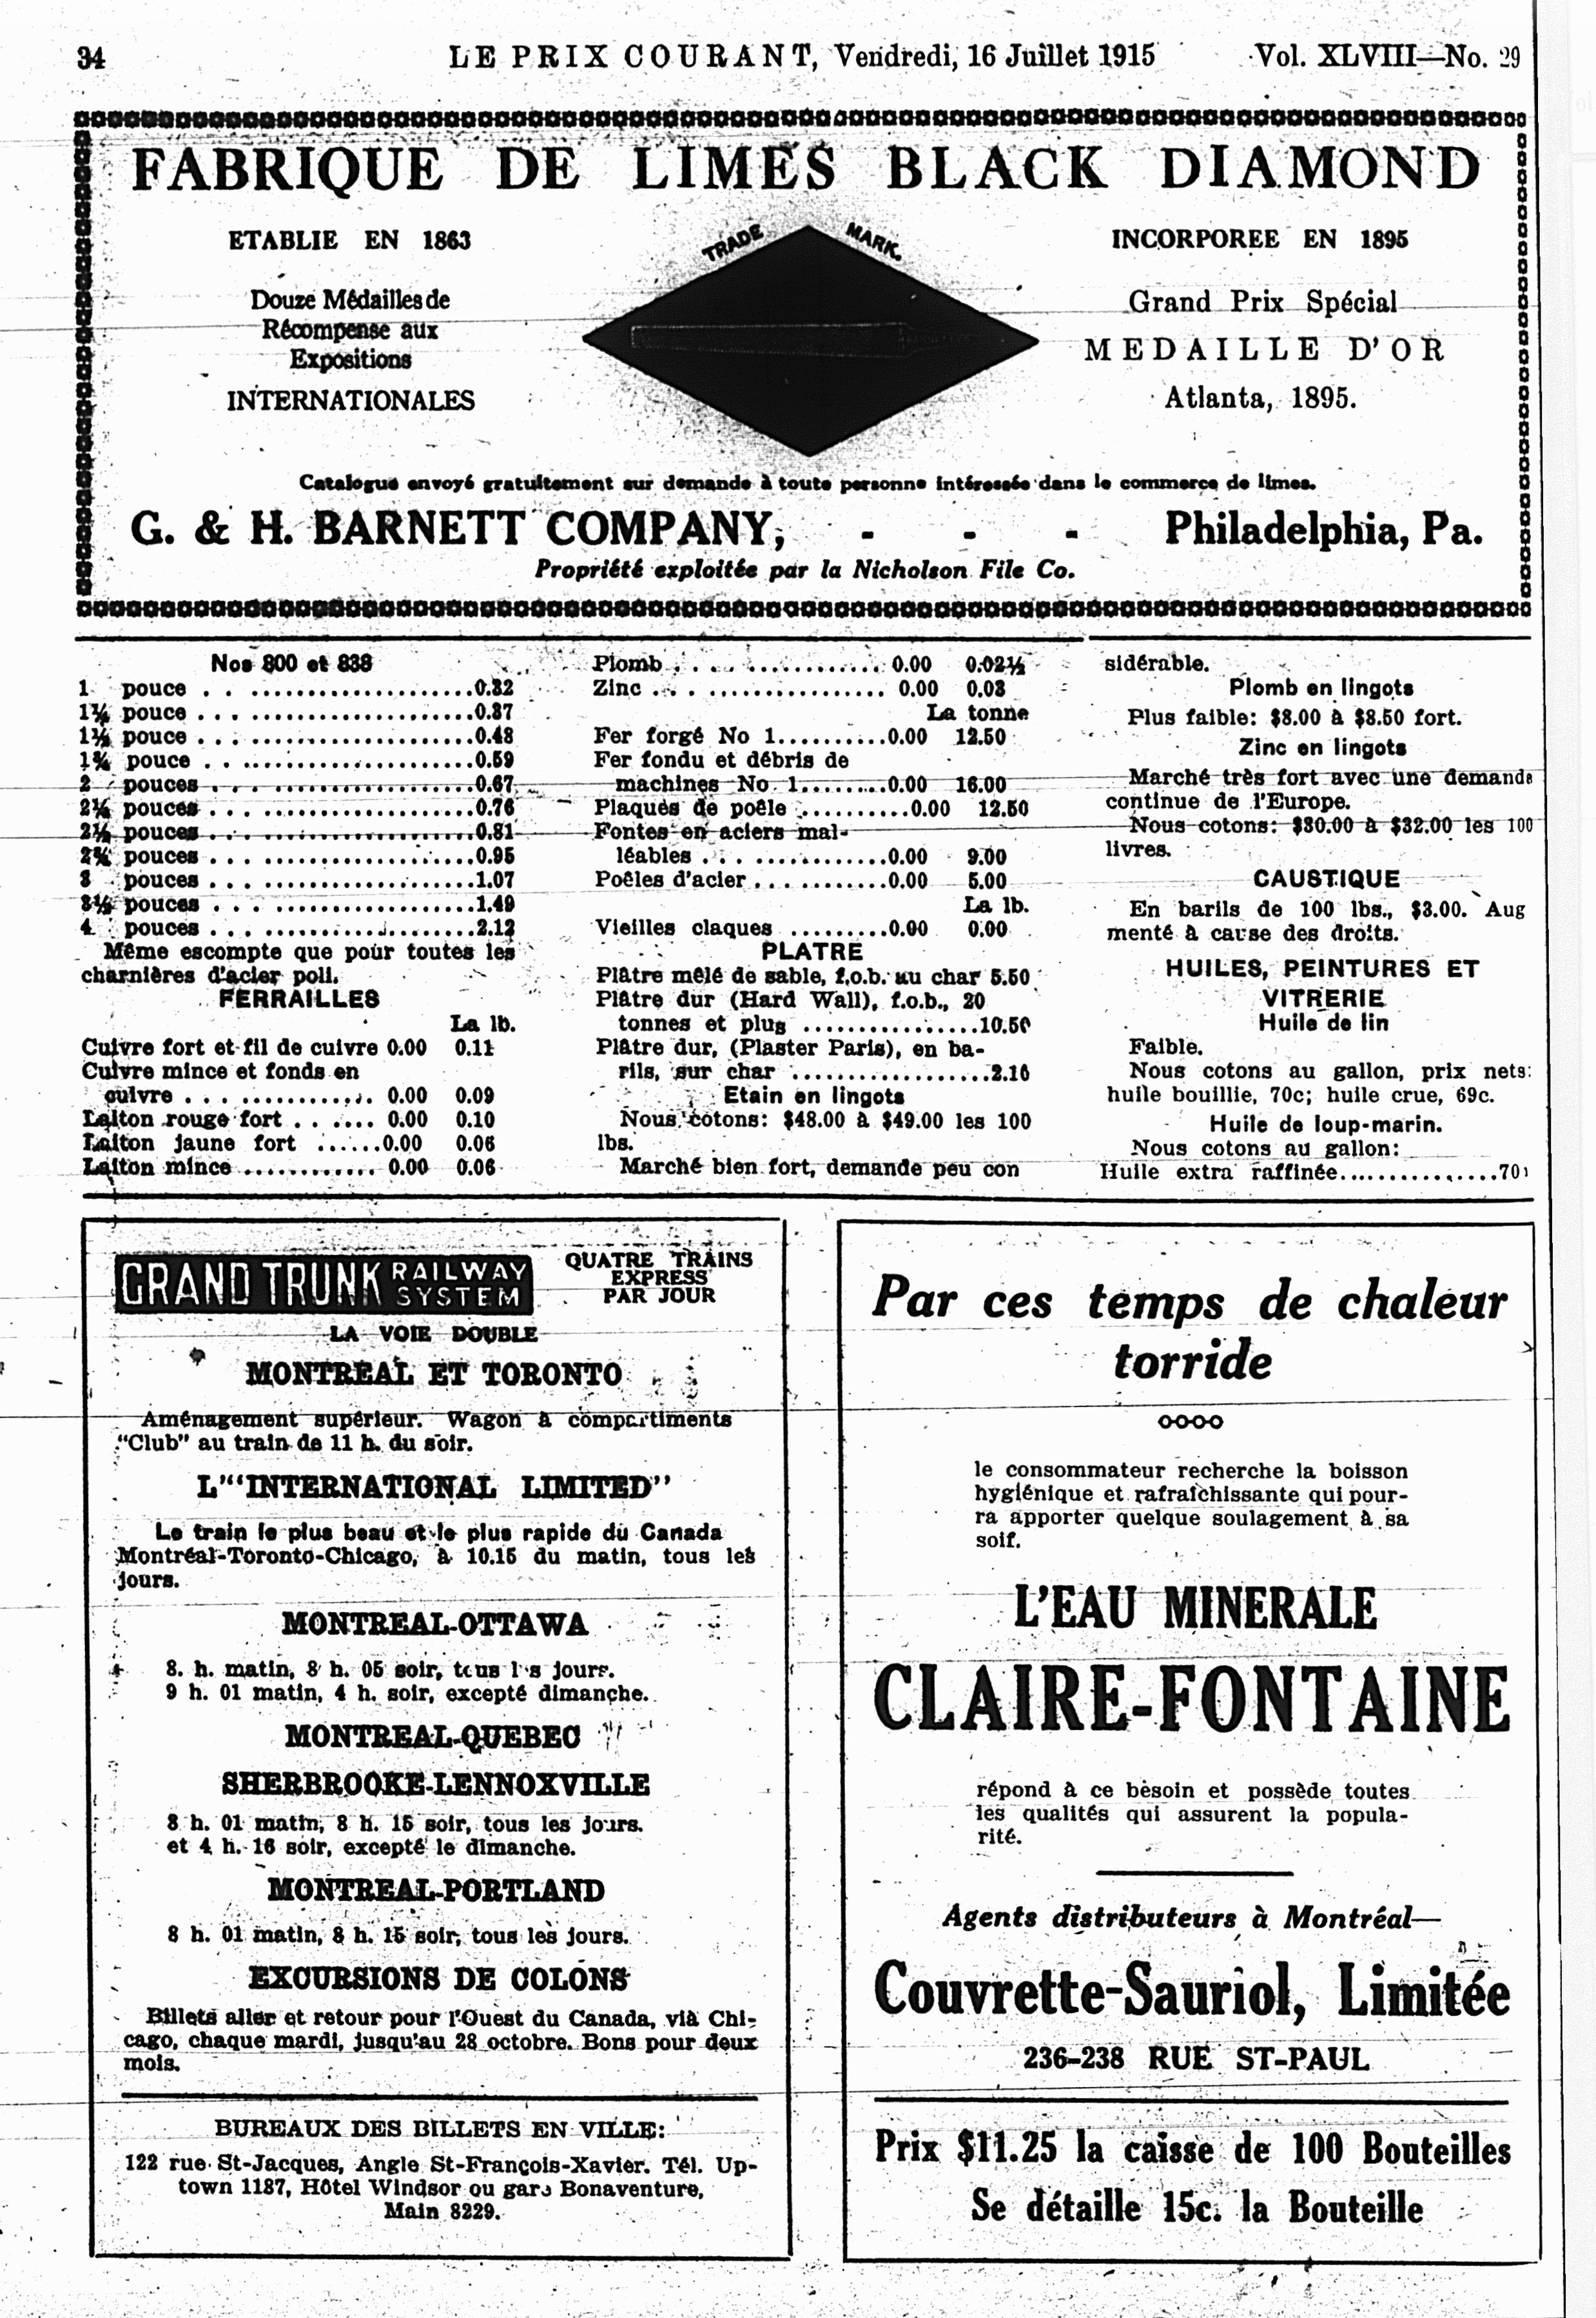 34 LE PRIX COURANT, Vendredi, 16 Juillet 1915 Vol. XLVIII—No. 29
FABRIQUE DE LIMES BLACK DIAMOND
ETABLIE EN 1863
Douze Médailles de
Récompense aux
Expositions
INTERNATIONALES
TRADE MARK.
INCORPOREE EN 1895
Grand Prix Spécial
MEDAILLE D'OR
Atlanta, 1895.
Catalogue envoyé gratuitement sur demande à toute personne intéressée dans le commerce de limes.
G. & H. BARNETT COMPANY, - - - Philadelphia, Pa.
Propriété exploitée par la Nicholson File Co.
Nos 800 et 838
1 pouce . . ....................0.32
1¼ pouce . . . ....................0.37
1½ pouce . . . ....................0.48
1¾ pouce . . ....................0.59
2 pouces . . . ....................0.67
2¼ pouces . . . ....................0.76
2½ pouces . . . ....................0.81
2¾ pouces . . . ....................0.95
3 pouces . . . ....................1.07
3½ pouces . . . ....................1.49
4 pouces . . . ....................2.12
Même escompte que pour toutes les
charnières d'acier poli.
FERRAILLES
La lb.
Cuivre fort et fil de cuivre 0.00 0.11
Cuivre mince et fonds en
cuivre . . . ............. 0.00 0.09
Laiton rouge fort . . ...... 0.00 0.10
Laiton jaune fort ......0.00 0.06
Laiton mince ............ 0.00 0.06
Plomb . . . ............... 0.00 0.02½
Zinc . . . ................ 0.00 0.03
La tonne
Fer forgé No 1..........0.00 12.50
Fer fondu et débris de
machines No. 1.........0.00 16.00
Plaques de poêle ..........0.00 12.50
Fontes en aciers mal-
léables . . . .............0.00 9.00
Poêles d'acier . . ..........0.00 5.00
La lb.
Vieilles claques .........0.00 0.00
PLATRE
Plâtre mêlé de sable, f.o.b. au char 5.50
Plâtre dur (Hard Wall), f.o.b., 20
tonnes et plus ................10.50
Plâtre dur, (Plaster Paris), en ba-
rils, sur char ..................2.10
Etain en lingots
Nous cotons: $48.00 à $49.00 les 100
lbs.
Marché bien fort, demande peu con
sidérable.
Plomb en lingots
Plus faible: $8.00 à $8.50 fort.
Zinc en lingots
Marché très fort avec une demande
continue de l'Europe.
Nous cotons: $30.00 à $32.00 les 100
livres.
CAUSTIQUE
En barils de 100 lbs., $3.00. Aug
menté à cause des droits.
HUILES, PEINTURES ET
VITRERIE
Huile de lin
Faible.
Nous cotons au gallon, prix nets:
huile bouillie, 70c; huile crue, 69c.
Huile de loup-marin.
Nous cotons au gallon:
Huile extra raffinée...............70
GRAND TRUNK RAILWAY SYSTEM
QUATRE TRAINS
EXPRESS
PAR JOUR
LA VOIE DOUBLE
MONTREAL ET TORONTO
Aménagement supérieur. Wagon à compartiments
"Club" au train de 11 h. du soir.
L'"INTERNATIONAL LIMITED"
Le train le plus beau et le plus rapide du Canada
Montréal-Toronto-Chicago, à 10.15 du matin, tous les
jours.
MONTREAL-OTTAWA
8. h. matin, 8 h. 05 soir, tous les jours.
9 h. 01 matin, 4 h. soir, excepté dimanche.
MONTREAL-QUEBEC
SHERBROOKE-LENNOXVILLE
8 h. 01 matin, 8 h. 15 soir, tous les jours.
et 4 h. 16 soir, excepté le dimanche.
MONTREAL-PORTLAND
8 h. 01 matin, 8 h. 15 soir, tous les jours.
EXCURSIONS DE COLONS
Billets aller et retour pour l'Ouest du Canada, viâ Chi-
cago, chaque mardi, jusqu'au 28 octobre. Bons pour deux
mois.
BUREAUX DES BILLETS EN VILLE:
122 rue St-Jacques, Angle St-François-Xavier. Tél. Up-
town 1187, Hôtel Windsor ou gare Bonaventure,
Main 8229.
Par ces temps de chaleur
torride
le consommateur recherche la boisson
hygiénique et rafraîchissante qui pour-
ra apporter quelque soulagement à sa
soif.
L'EAU MINERALE
CLAIRE-FONTAINE
répond à ce besoin et possède toutes
les qualités qui assurent la popula-
rité.
Agents distributeurs à Montréal—
Couvrette-Sauriol, Limitée
236-238 RUE ST-PAUL
Prix $11.25 la caisse de 100 Bouteilles
Se détaille 15c. la Bouteille